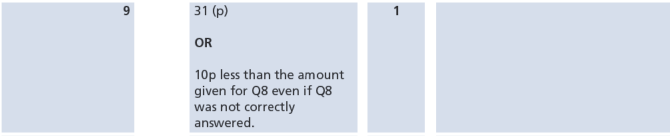 9 31 (p) 1
OR
10p less than the amount
given for Q8 even if Q8
was not correctly
answered.